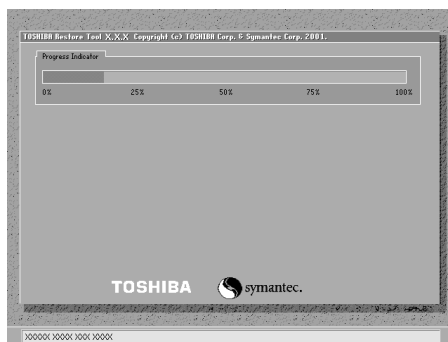 TOSHIBA Restore Tool X.X.X Copyright (c) TOSHIBA Corp. & Symantec Corp. 2001.
Progress Indicator
0% 25% 50% 75% 100%
TOSHIBA symantec.
XXXXX XXXX XXX XXXX